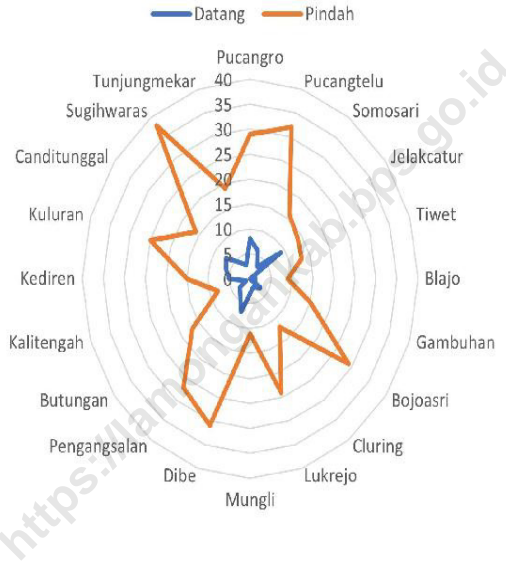 Datang Pindah
Pucangro
Tunjungmekar Pucangtelu
Sugihwaras Somosari
Canditunggal Jelakcatur
Kuluran Tiwet
Kediren Blajo
Kalitengah Gambuhan
Butungan Bojoasri
Pengangsalan Cluring
Dibe Lukrejo
Mungli
40
35
30
25
20
15
10
5
0
https://lamongankab.bps.go.id